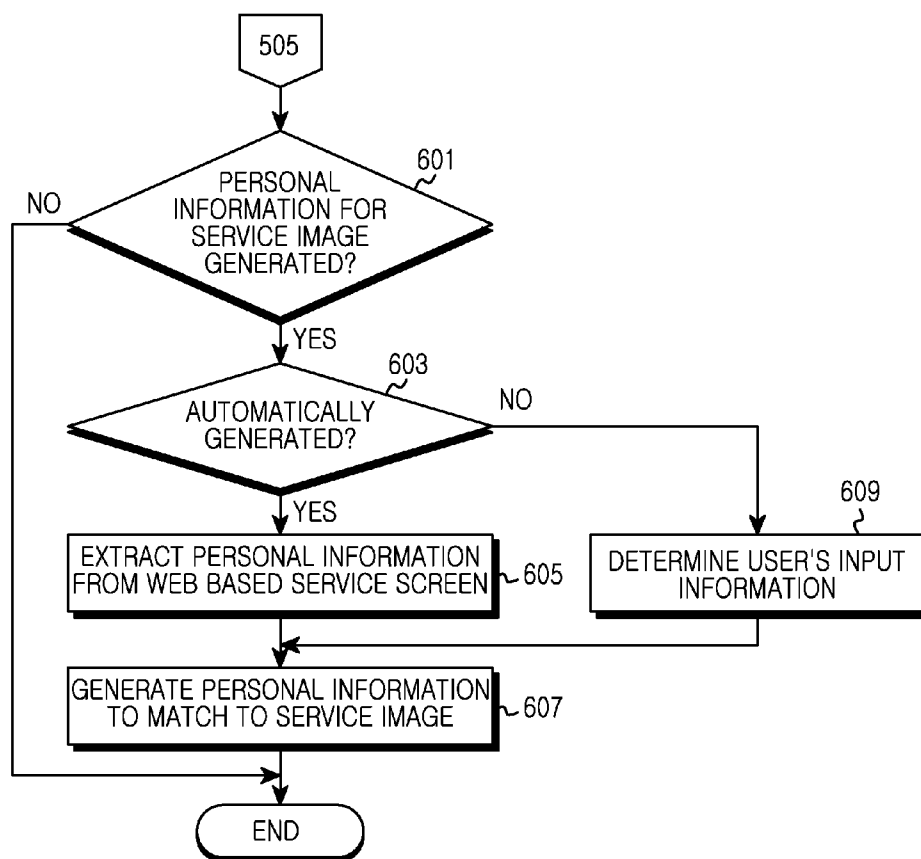 505
601
PERSONAL
INFORMATION FOR
SERVICE IMAGE
GENERATED?
NO
YES
603
AUTOMATICALLY
GENERATED?
NO
YES
609
EXTRACT PERSONAL INFORMATION
FROM WEB BASED SERVICE SCREEN
605
DETERMINE USER'S INPUT
INFORMATION
GENERATE PERSONAL INFORMATION
TO MATCH TO SERVICE IMAGE
607
END